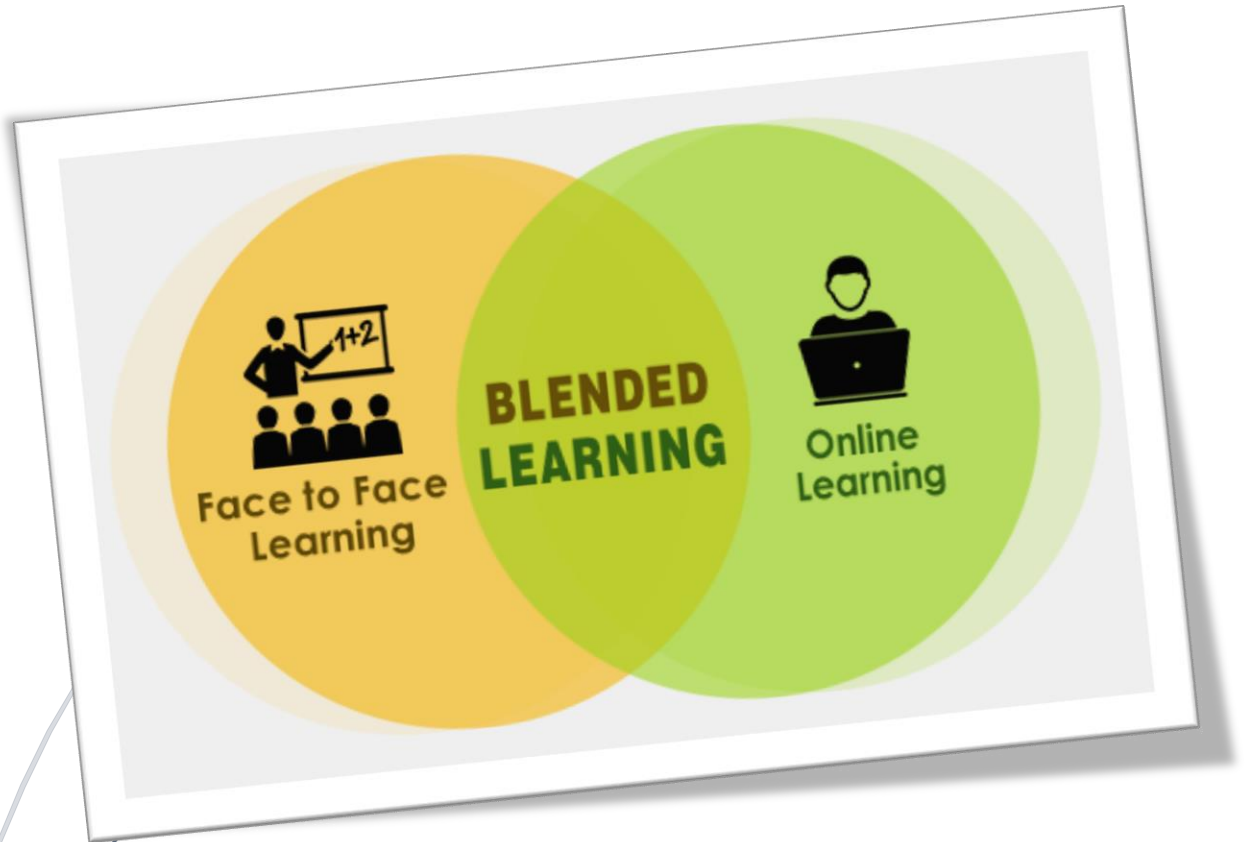 1+2
Face to Face
Learning
BLENDED
LEARNING
Online
Learning